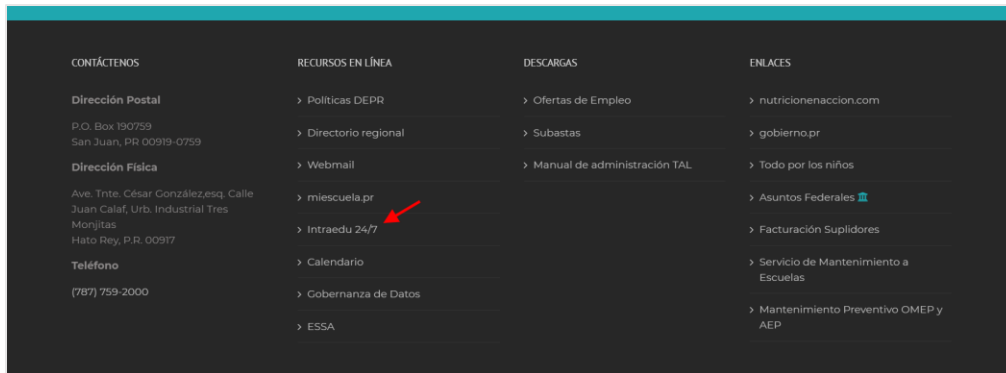 CONTÁCTENOS
Dirección Postal
P.O. Box 190759
San Juan, PR 00919-0759
Dirección Física
Ave. Tnte. César González,esq. Calle
Juan Calaf, Urb. Industrial Tres
Monjitas
Hato Rey, P.R. 00917
Teléfono
(787) 759-2000
RECURSOS EN LÍNEA
> Políticas DEPR
> Directorio regional
> Webmail
> miescuela.pr
> Intraedu 24/7
> Calendario
> Gobernanza de Datos
> ESSA
DESCARGAS
> Ofertas de Empleo
> Subastas
> Manual de administración TAL
ENLACES
> nutricionenaccion.com
> gobierno.pr
> Todo por los niños
> Asuntos Federales
> Facturación Suplidores
> Servicio de Mantenimiento a
Escuelas
> Mantenimiento Preventivo OMEP y
AEP